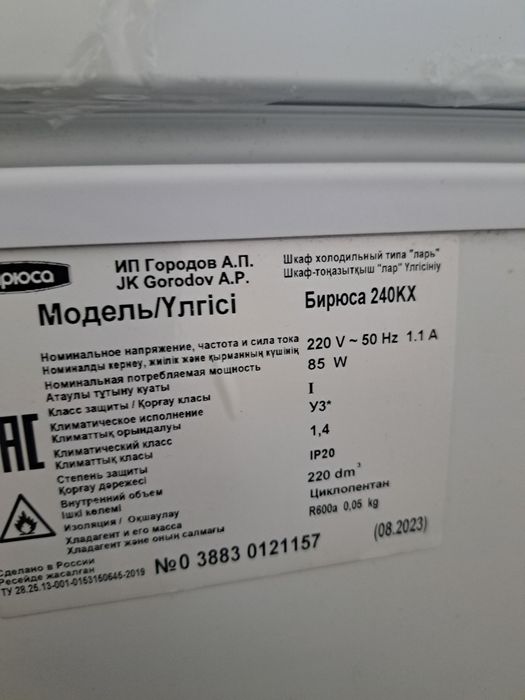 рюса
ИП Городов А.П.
JK Gorodov A.P.
Шкаф холодильный типа "ларь"
Шкаф-тоңазытқыш "лар" Үлгісініү
Модель/Үлгісі Бирюса 240КХ
Номинальное напряжение, частота и сила тока 220 V ~ 50 Hz 1.1 A
Номиналды кернеу, жиілік және қырманның күшінің
Номинальная потребляемая мощность 85 W
Атаулы тұтыну қуаты
Класс защиты / Қорғау класы I
Климатическое исполнение У3*
Климаттық орындалуы
Климатический класс 1,4
Климаттық класы
Степень защиты IP20
Қорғау дәрежесі
Внутренний объем 220 dm³
Ішкі көлемі
Изоляция / Оқшаулау Циклопентан
Хладагент и его масса R600a 0,05 kg
Хладагент және оның салмағы
Сделано в России
Ресейде жасалған
ТУ 28.25.13-001-0153150646-2019
№0 3883 0121157
(08.2023)